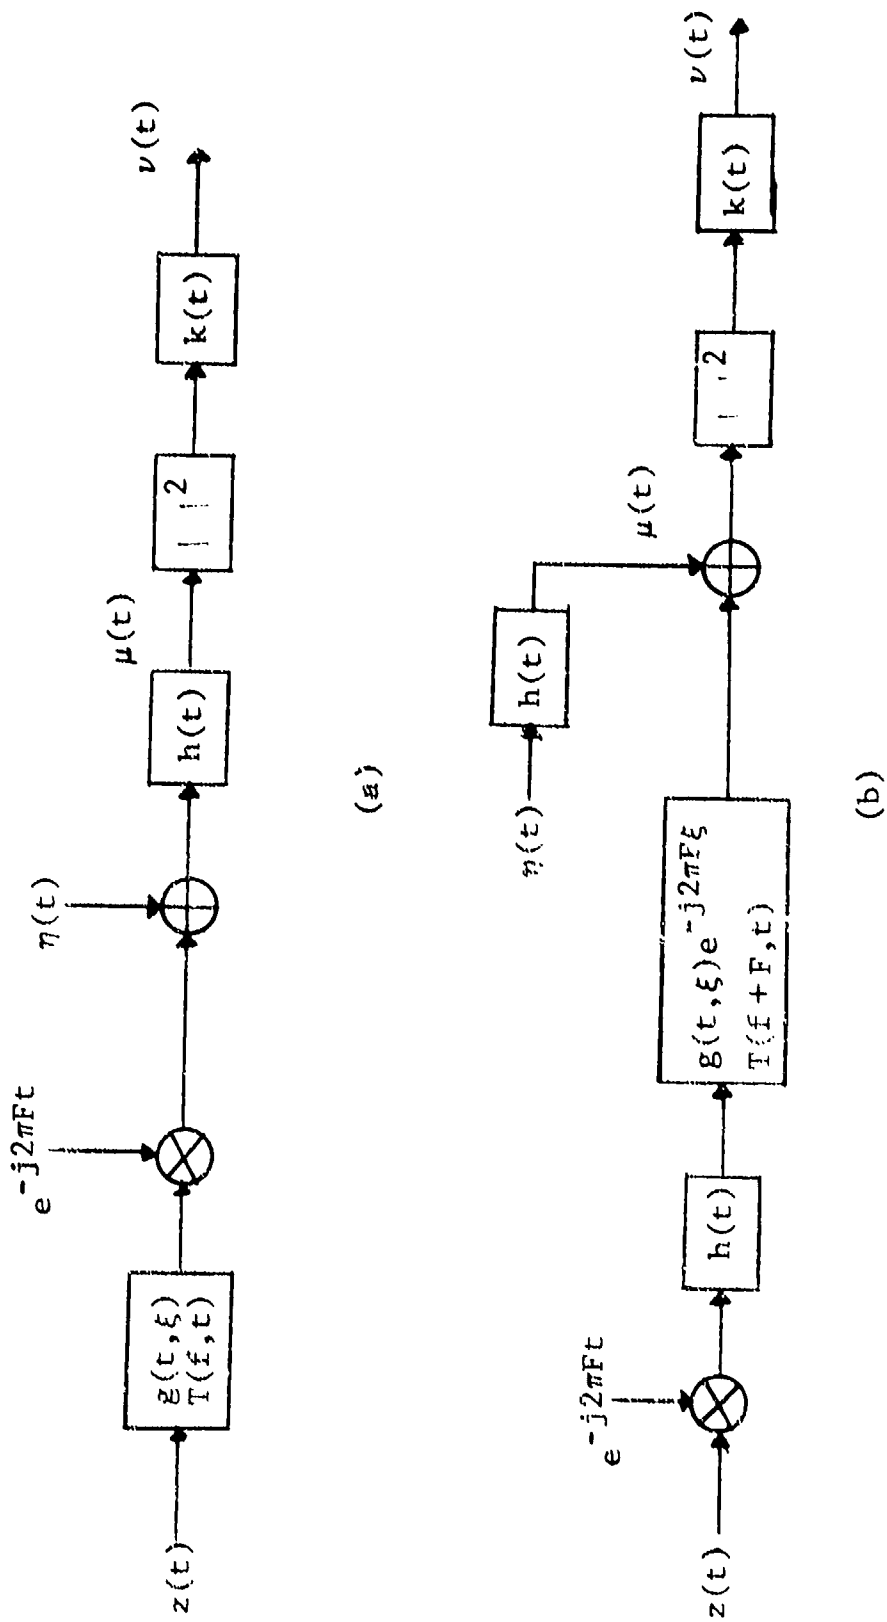 z(t)
g(t,ξ)
T(f,t)
e^-j2πFt
η(t)
h(t)
μ(t)
| |^2
k(t)
ν(t)
(a)
z(t)
e^-j2πFt
h(t)
g(t,ξ)e^-j2πFξ
T(f+F,t)
η(t)
h(t)
μ(t)
| |^2
k(t)
ν(t)
(b)